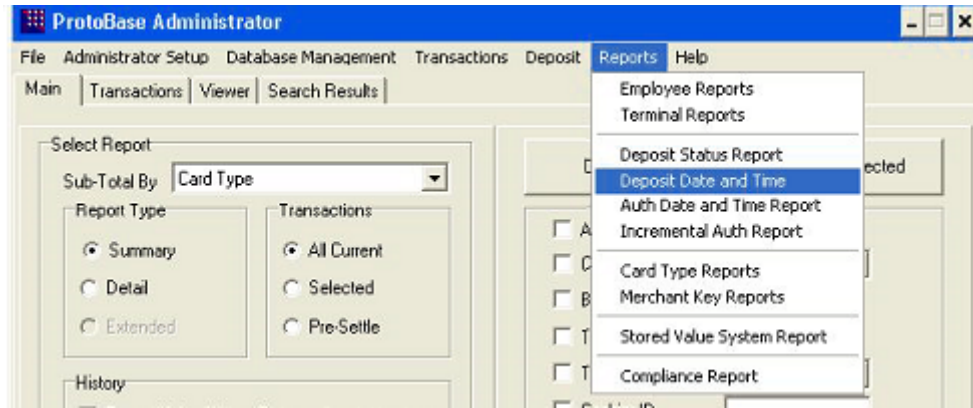 ProtoBase Administrator
File Administrator Setup Database Management Transactions Deposit Reports Help
Main Transactions Viewer Search Results
Employee Reports
Terminal Reports
Deposit Status Report
Deposit Date and Time
Auth Date and Time Report
Incremental Auth Report
Card Type Reports
Merchant Key Reports
Stored Value System Report
Compliance Report
Select Report
Sub-Total By Card Type
Report Type
Summary
Detail
Extended
Transactions
All Current
Selected
Pre-Settle
History